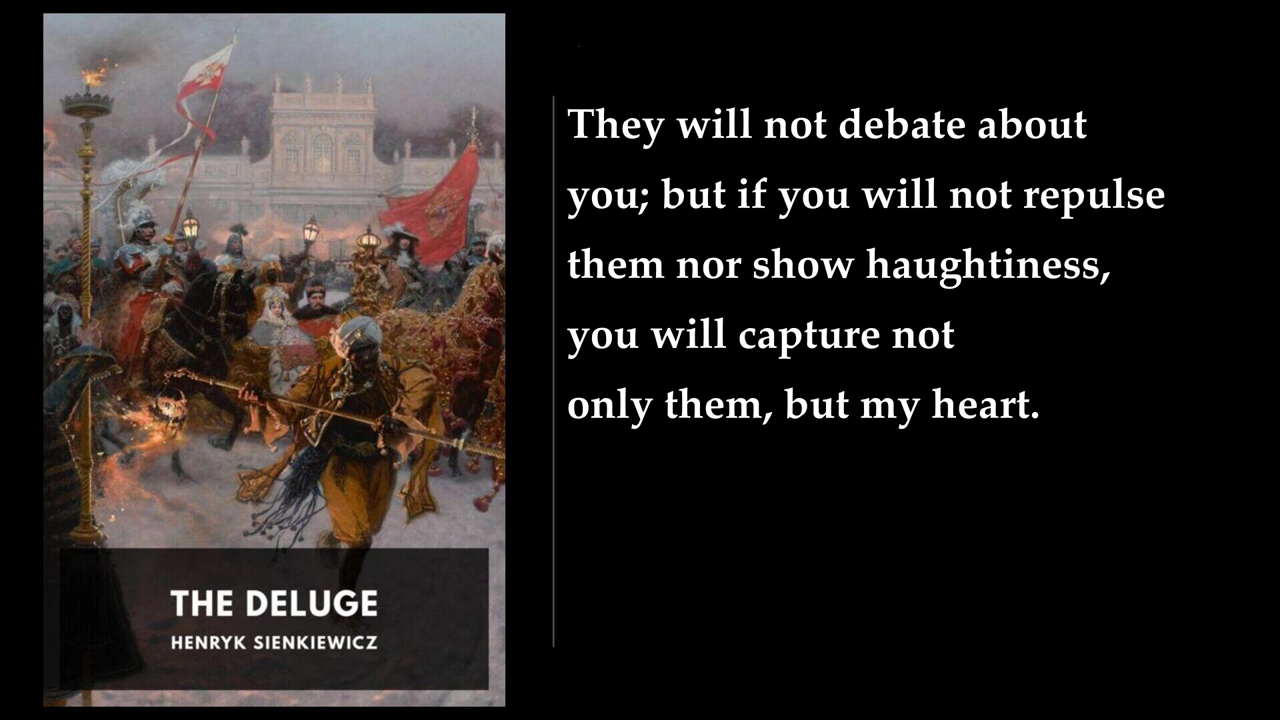 They will not debate about
you; but if you will not repulse
them nor show haughtiness,
you will capture not
only them, but my heart.
THE DELUGE
HENRYK SIENKIEWICZ